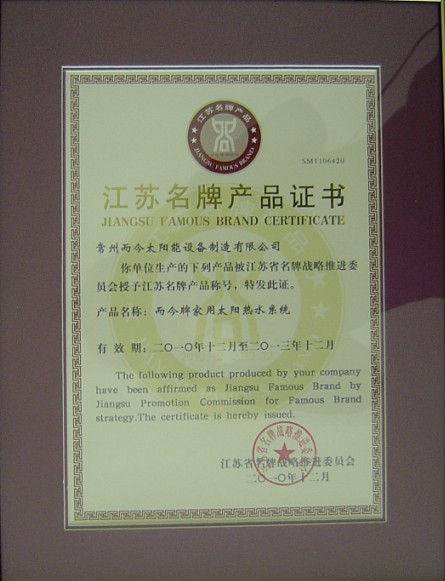 江苏名牌产品
JIANGSU FAMOUS BRAND
SM1106420
江苏名牌产品证书
JIANGSU FAMOUS BRAND CERTIFICATE
常州而今太阳能设备制造有限公司
你单位生产的下列产品被江苏省名牌战略推进委
员会授予江苏名牌产品称号，特发此证。
产品名称：而今牌家用太阳热水系统
有 效 期：二〇一〇年十二月至二〇一三年十二月
The following product produced by your company
have been affirmed as Jiangsu Famous Brand by
Jiangsu Promotion Commission for Famous Brand
strategy.The certificate is hereby issued.
江苏省名牌战略推进委员会
二〇一〇年十二月